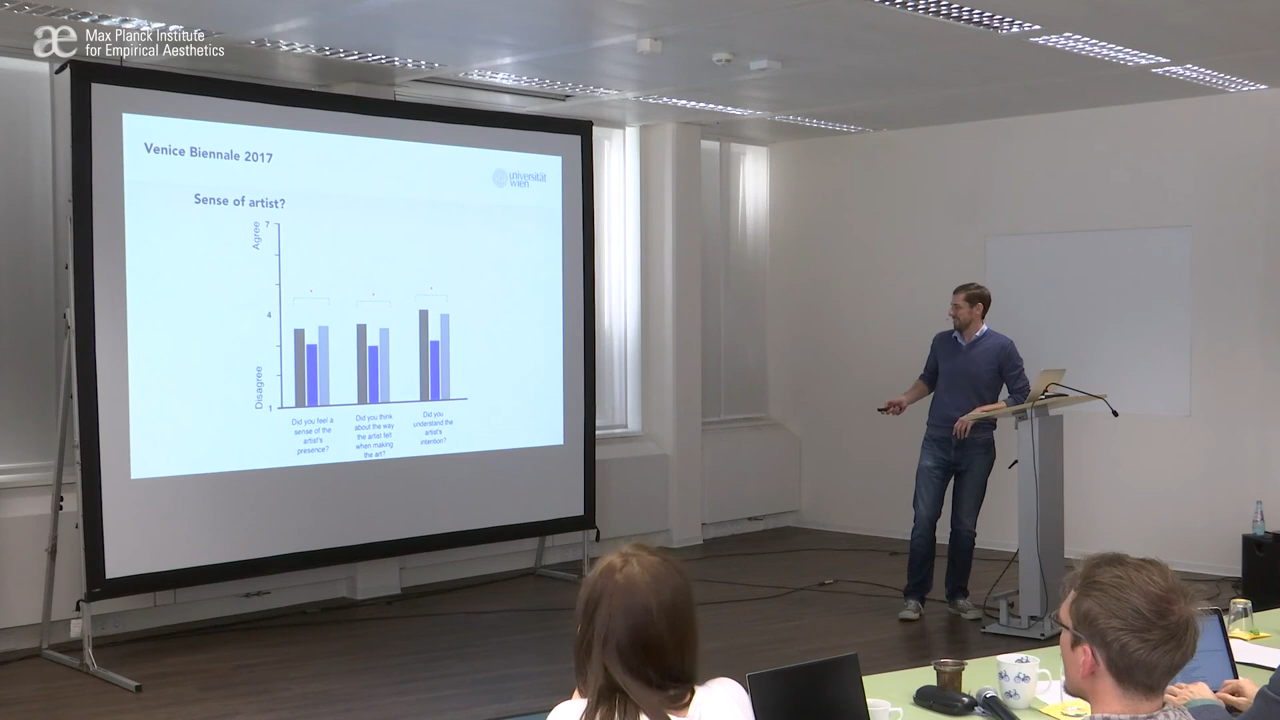 æ Max Planck Institute
for Empirical Aesthetics
Venice Biennale 2017
universität
wien
Sense of artist?
Agree
7
4
Disagree
1
Did you feel a
sense of the
artist's
presence?
Did you think
about the way
the artist felt
when making
the art?
Did you
understand the
artist's
intention?